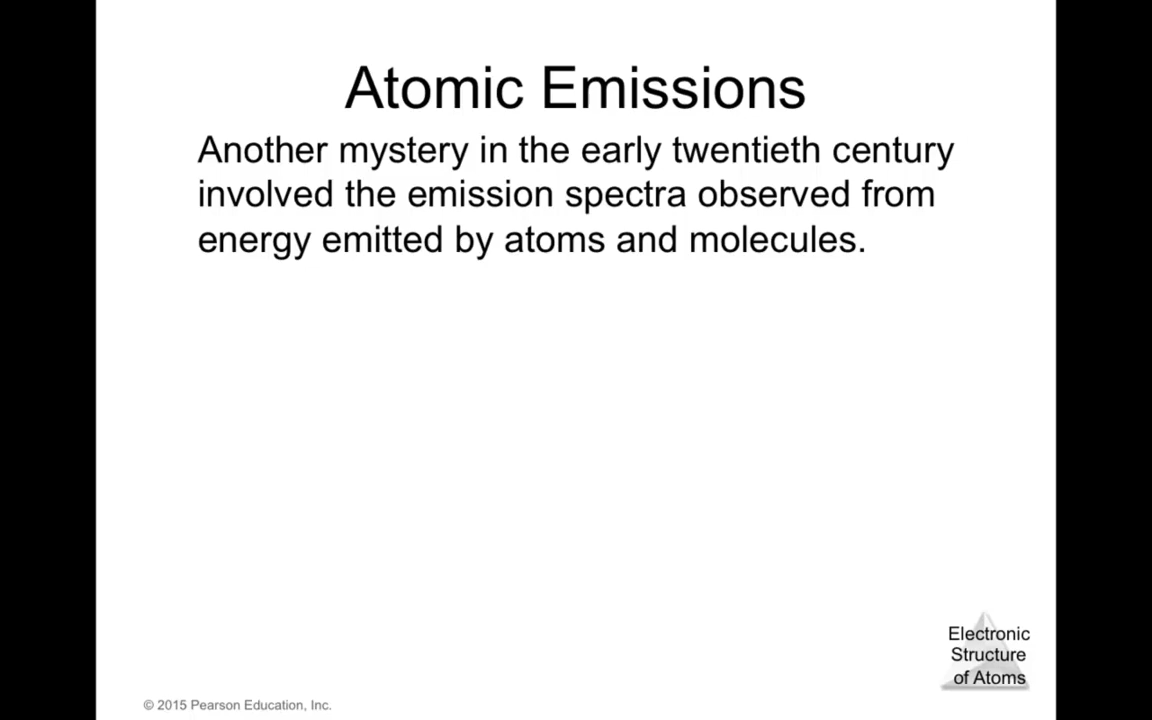 Atomic Emissions
Another mystery in the early twentieth century
involved the emission spectra observed from
energy emitted by atoms and molecules.
Electronic
Structure
of Atoms
© 2015 Pearson Education, Inc.